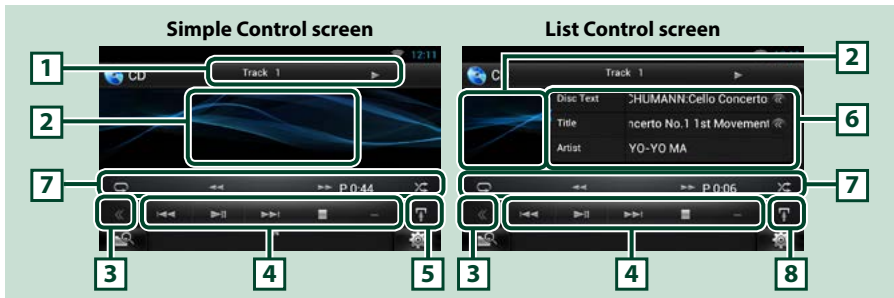 Simple Control screen
List Control screen
12:11
1
CD
Track 1
2
7
P 0:44
3
4
5
2
C
Track 1
Disc Text
CHUMANN:Cello Concerto
Title
ncerto No.1 1st Movement
Artist
YO-YO MA
6
7
P 0:06
3
4
8